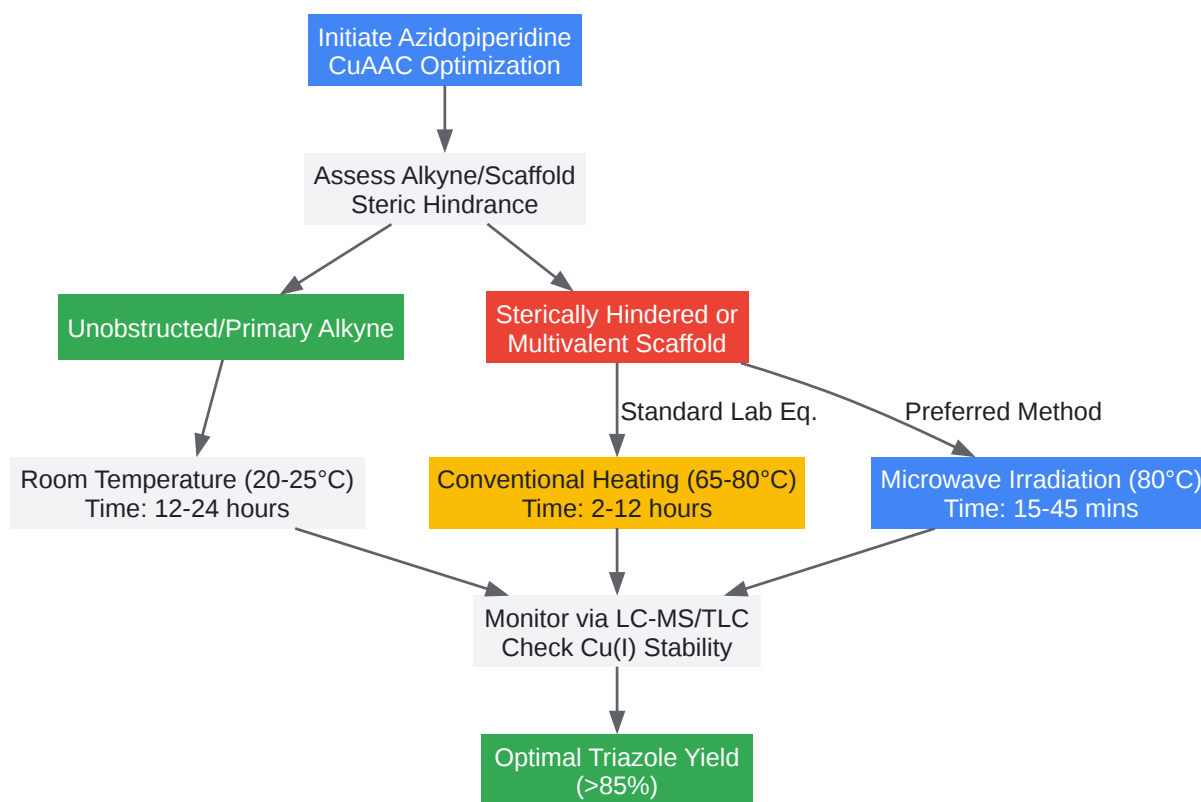 Initiate Azidopiperidine
CuAAC Optimization
Assess Alkyne/Scaffold
Steric Hindrance
Unobstructed/Primary Alkyne
Sterically Hindered or
Multivalent Scaffold
Standard Lab Eq.
Preferred Method
Room Temperature (20-25°C)
Time: 12-24 hours
Conventional Heating (65-80°C)
Time: 2-12 hours
Microwave Irradiation (80°C)
Time: 15-45 mins
Monitor via LC-MS/TLC
Check Cu(I) Stability
Optimal Triazole Yield
(>85%)